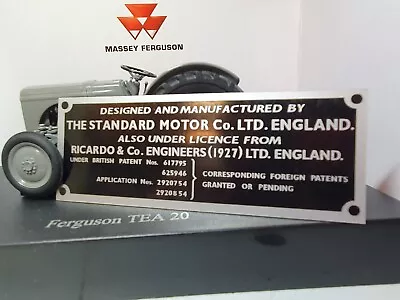 MASSEY FERGUSON
DESIGNED AND MANUFACTURED BY
THE STANDARD MOTOR Co. LTD. ENGLAND.
ALSO UNDER LICENCE FROM
RICARDO & Co. ENGINEERS (1927) LTD. ENGLAND.
UNDER BRITISH PATENT Nos. 617795
625946
APPLICATION Nos. 2920754
2920854
CORRESPONDING FOREIGN PATENTS
GRANTED OR PENDING
Ferguson TEA 20